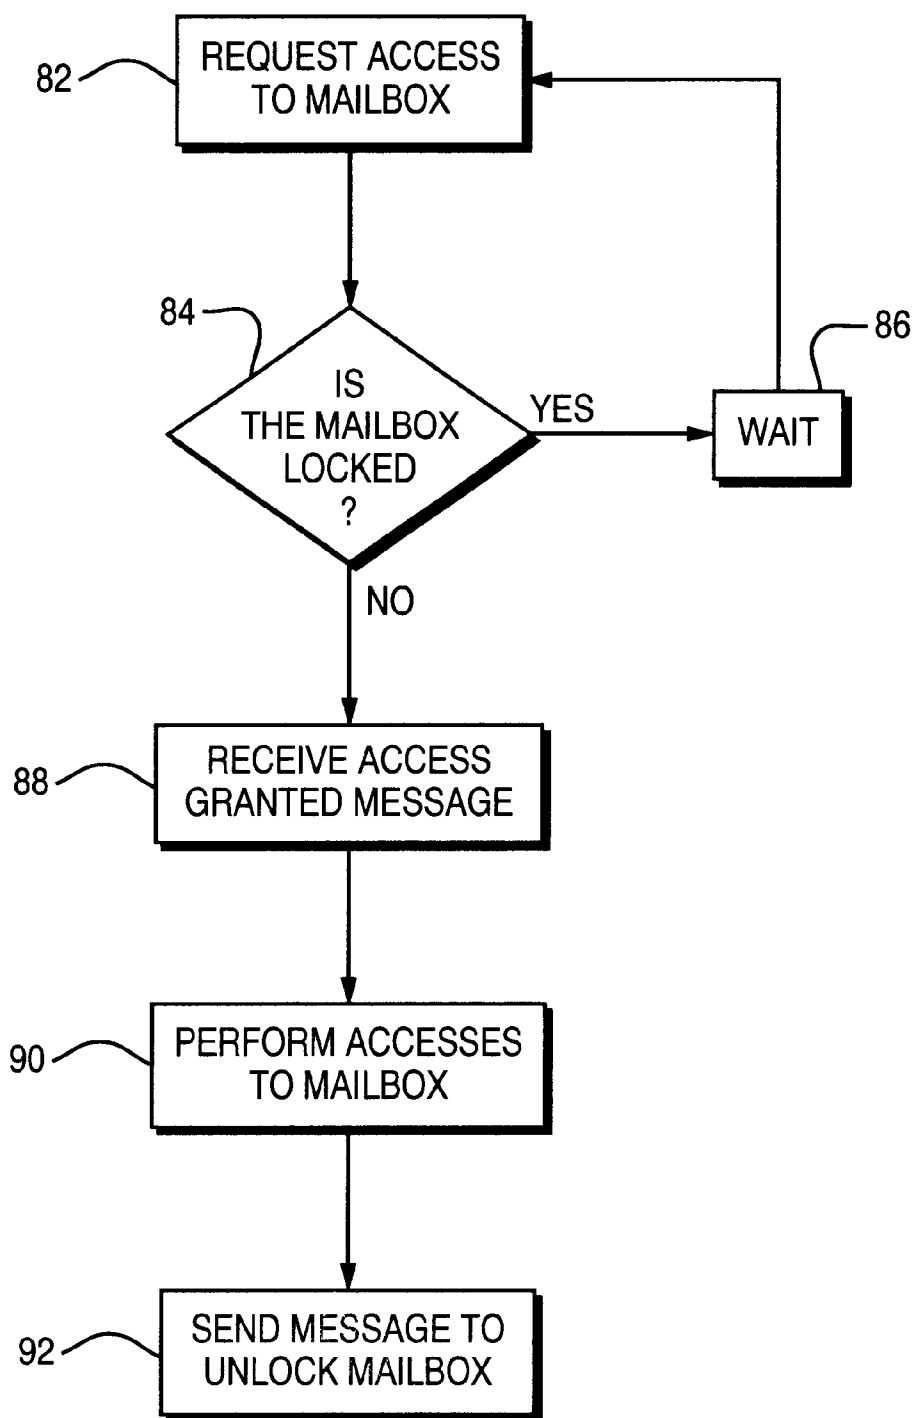 82
REQUEST ACCESS
TO MAILBOX
84
IS
THE MAILBOX
LOCKED
?
YES
86
WAIT
NO
88
RECEIVE ACCESS
GRANTED MESSAGE
90
PERFORM ACCESSES
TO MAILBOX
92
SEND MESSAGE TO
UNLOCK MAILBOX